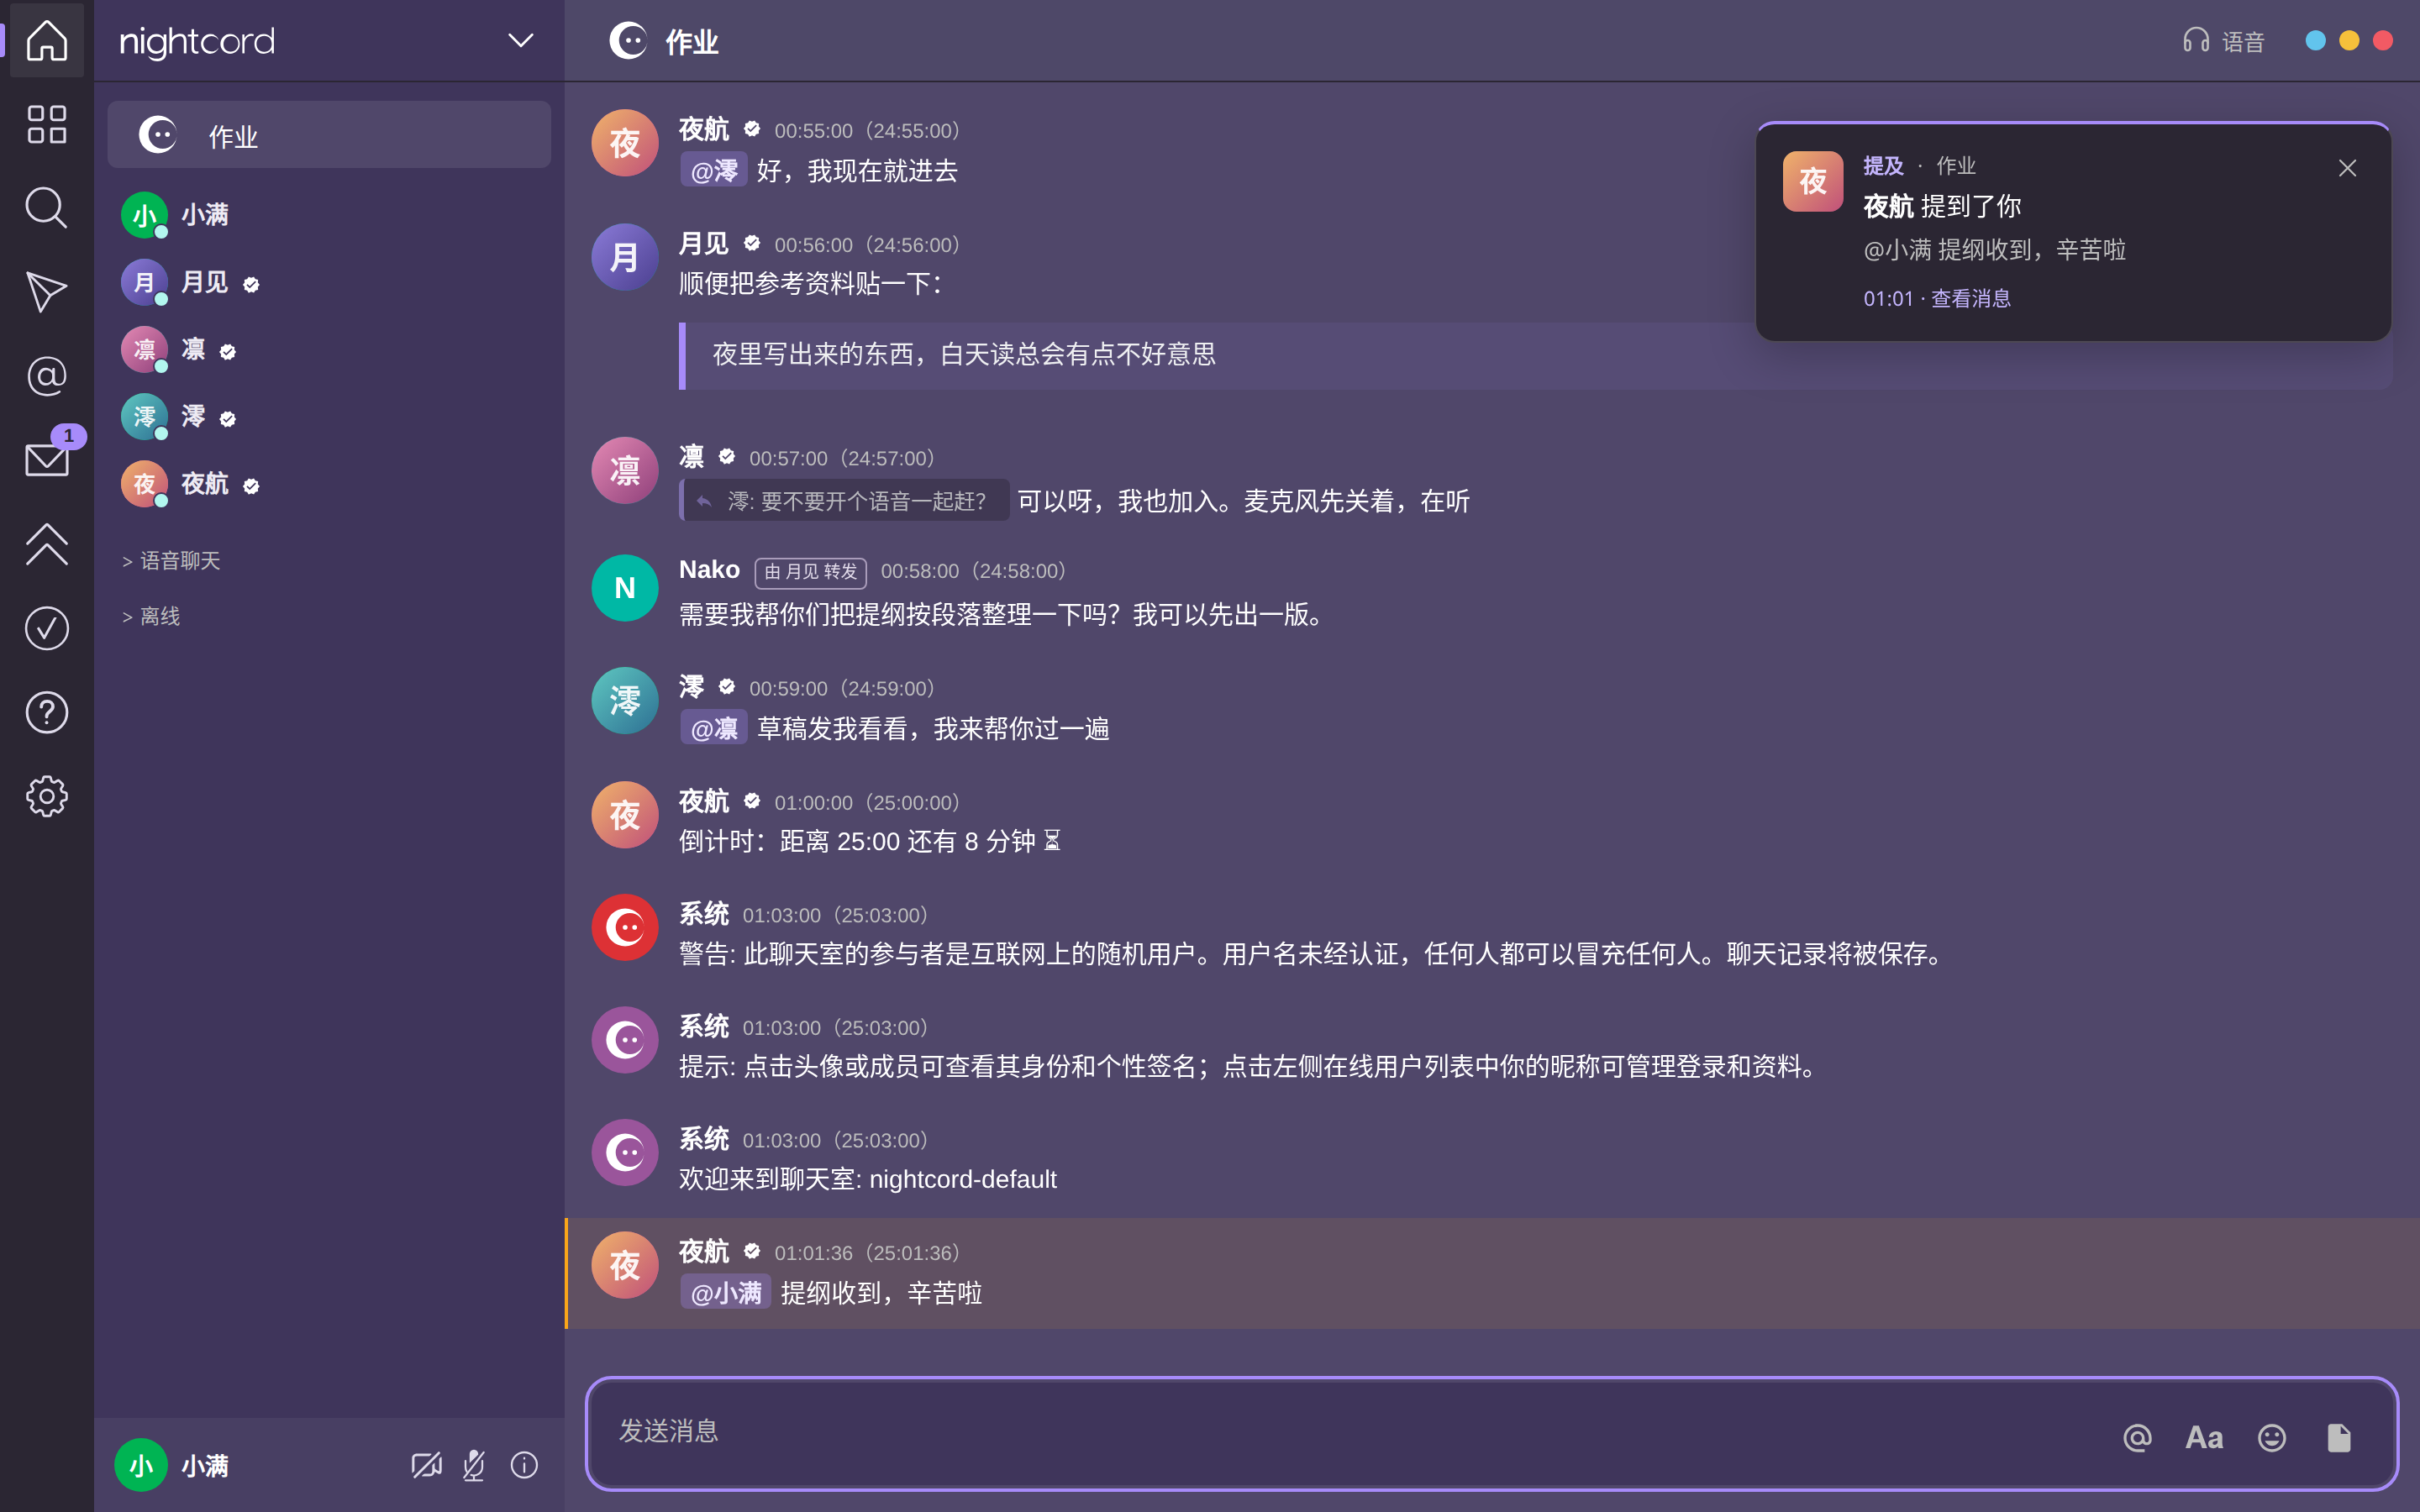 nightcord
作业
小 小满
月 月见
凛 凛
澪 澪
夜 夜航
1
> 语音聊天
> 离线
小 小满
作业
语音
夜
夜航 00:55:00（24:55:00）
@澪 好，我现在就进去
月
月见 00:56:00（24:56:00）
顺便把参考资料贴一下：
夜里写出来的东西，白天读总会有点不好意思
凛
凛 00:57:00（24:57:00）
澪: 要不要开个语音一起赶？ 可以呀，我也加入。麦克风先关着，在听
N
Nako 由 月见 转发 00:58:00（24:58:00）
需要我帮你们把提纲按段落整理一下吗？我可以先出一版。
澪
澪 00:59:00（24:59:00）
@凛 草稿发我看看，我来帮你过一遍
夜
夜航 01:00:00（25:00:00）
倒计时：距离 25:00 还有 8 分钟 ⏳
系统 01:03:00（25:03:00）
警告: 此聊天室的参与者是互联网上的随机用户。用户名未经认证，任何人都可以冒充任何人。聊天记录将被保存。
系统 01:03:00（25:03:00）
提示: 点击头像或成员可查看其身份和个性签名；点击左侧在线用户列表中你的昵称可管理登录和资料。
系统 01:03:00（25:03:00）
欢迎来到聊天室: nightcord-default
夜
夜航 01:01:36（25:01:36）
@小满 提纲收到，辛苦啦
发送消息
Aa
夜
提及 · 作业
夜航 提到了你
@小满 提纲收到，辛苦啦
01:01 · 查看消息